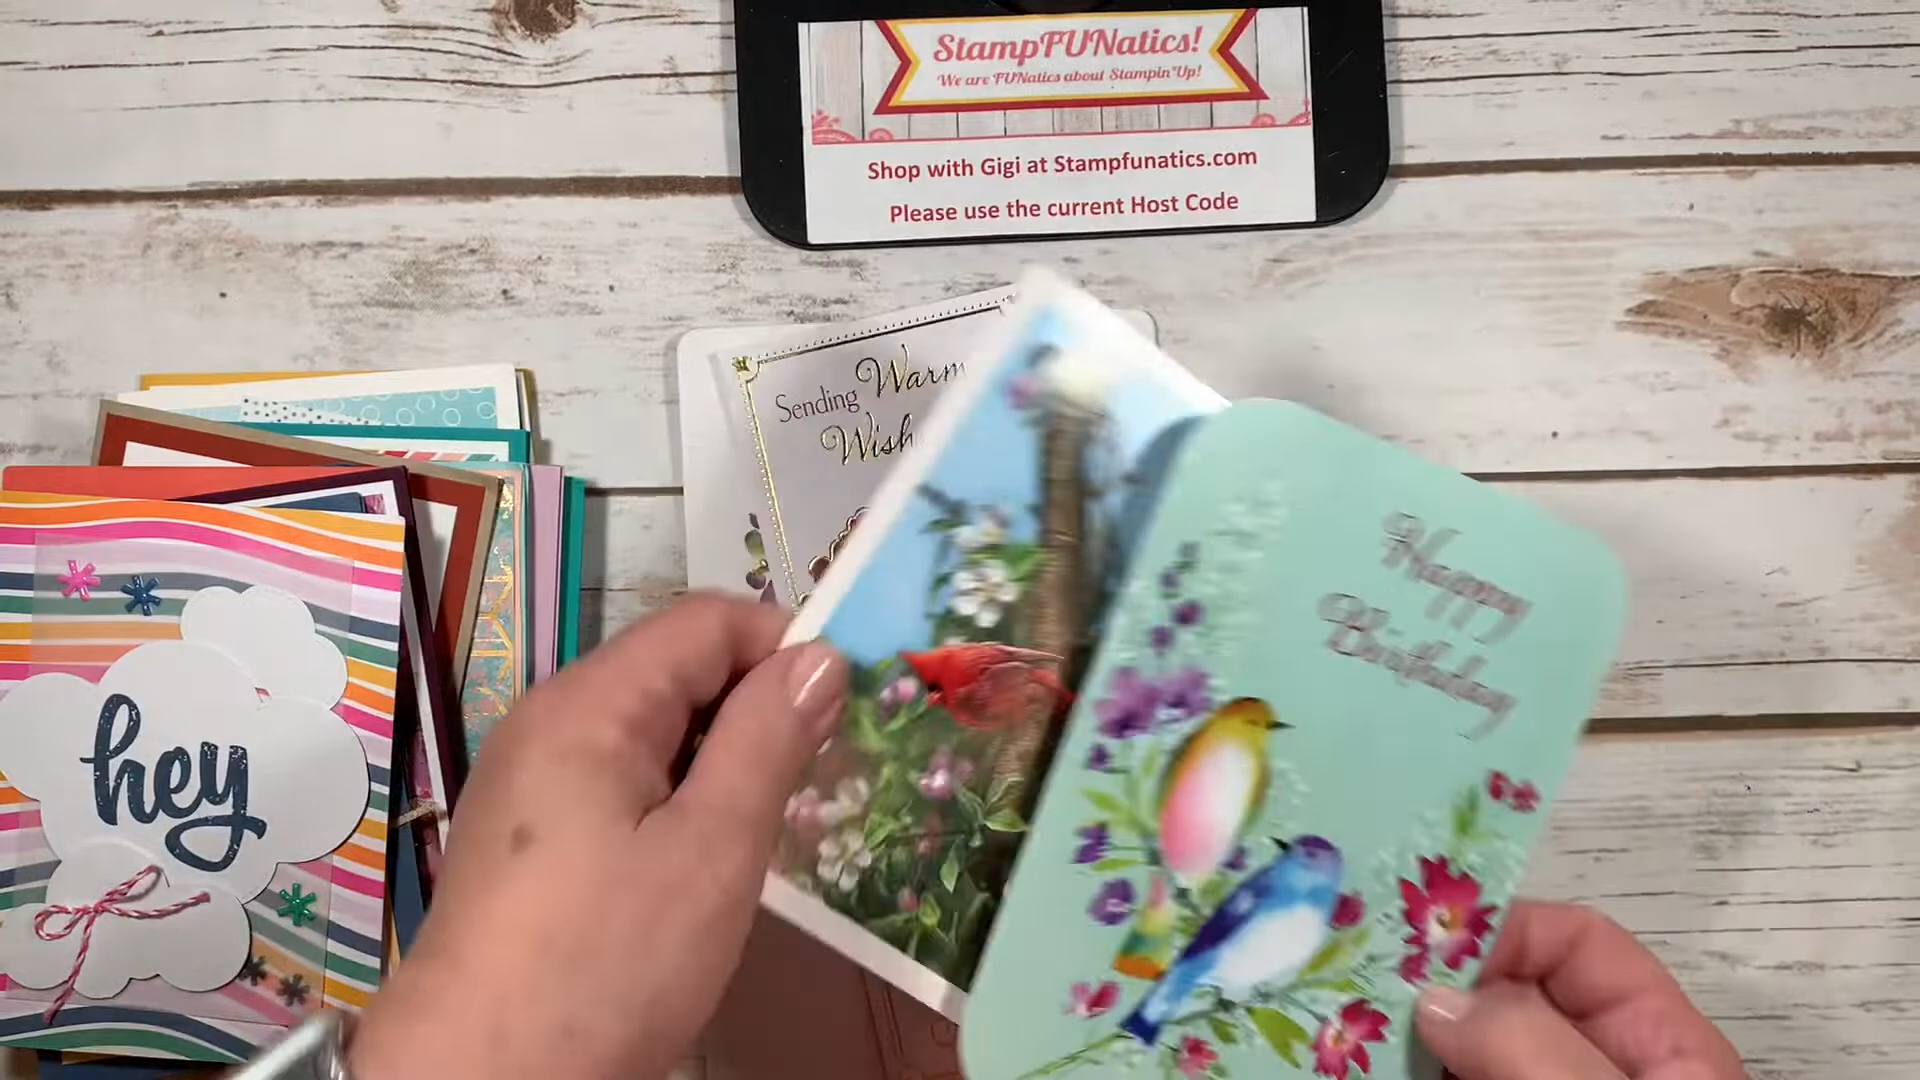 StampFUNatics!
We are FUNatics about Stampin'Up!
Shop with Gigi at Stampfunatics.com
Please use the current Host Code
Sending Warm
Wish
Happy
Birthday
hey